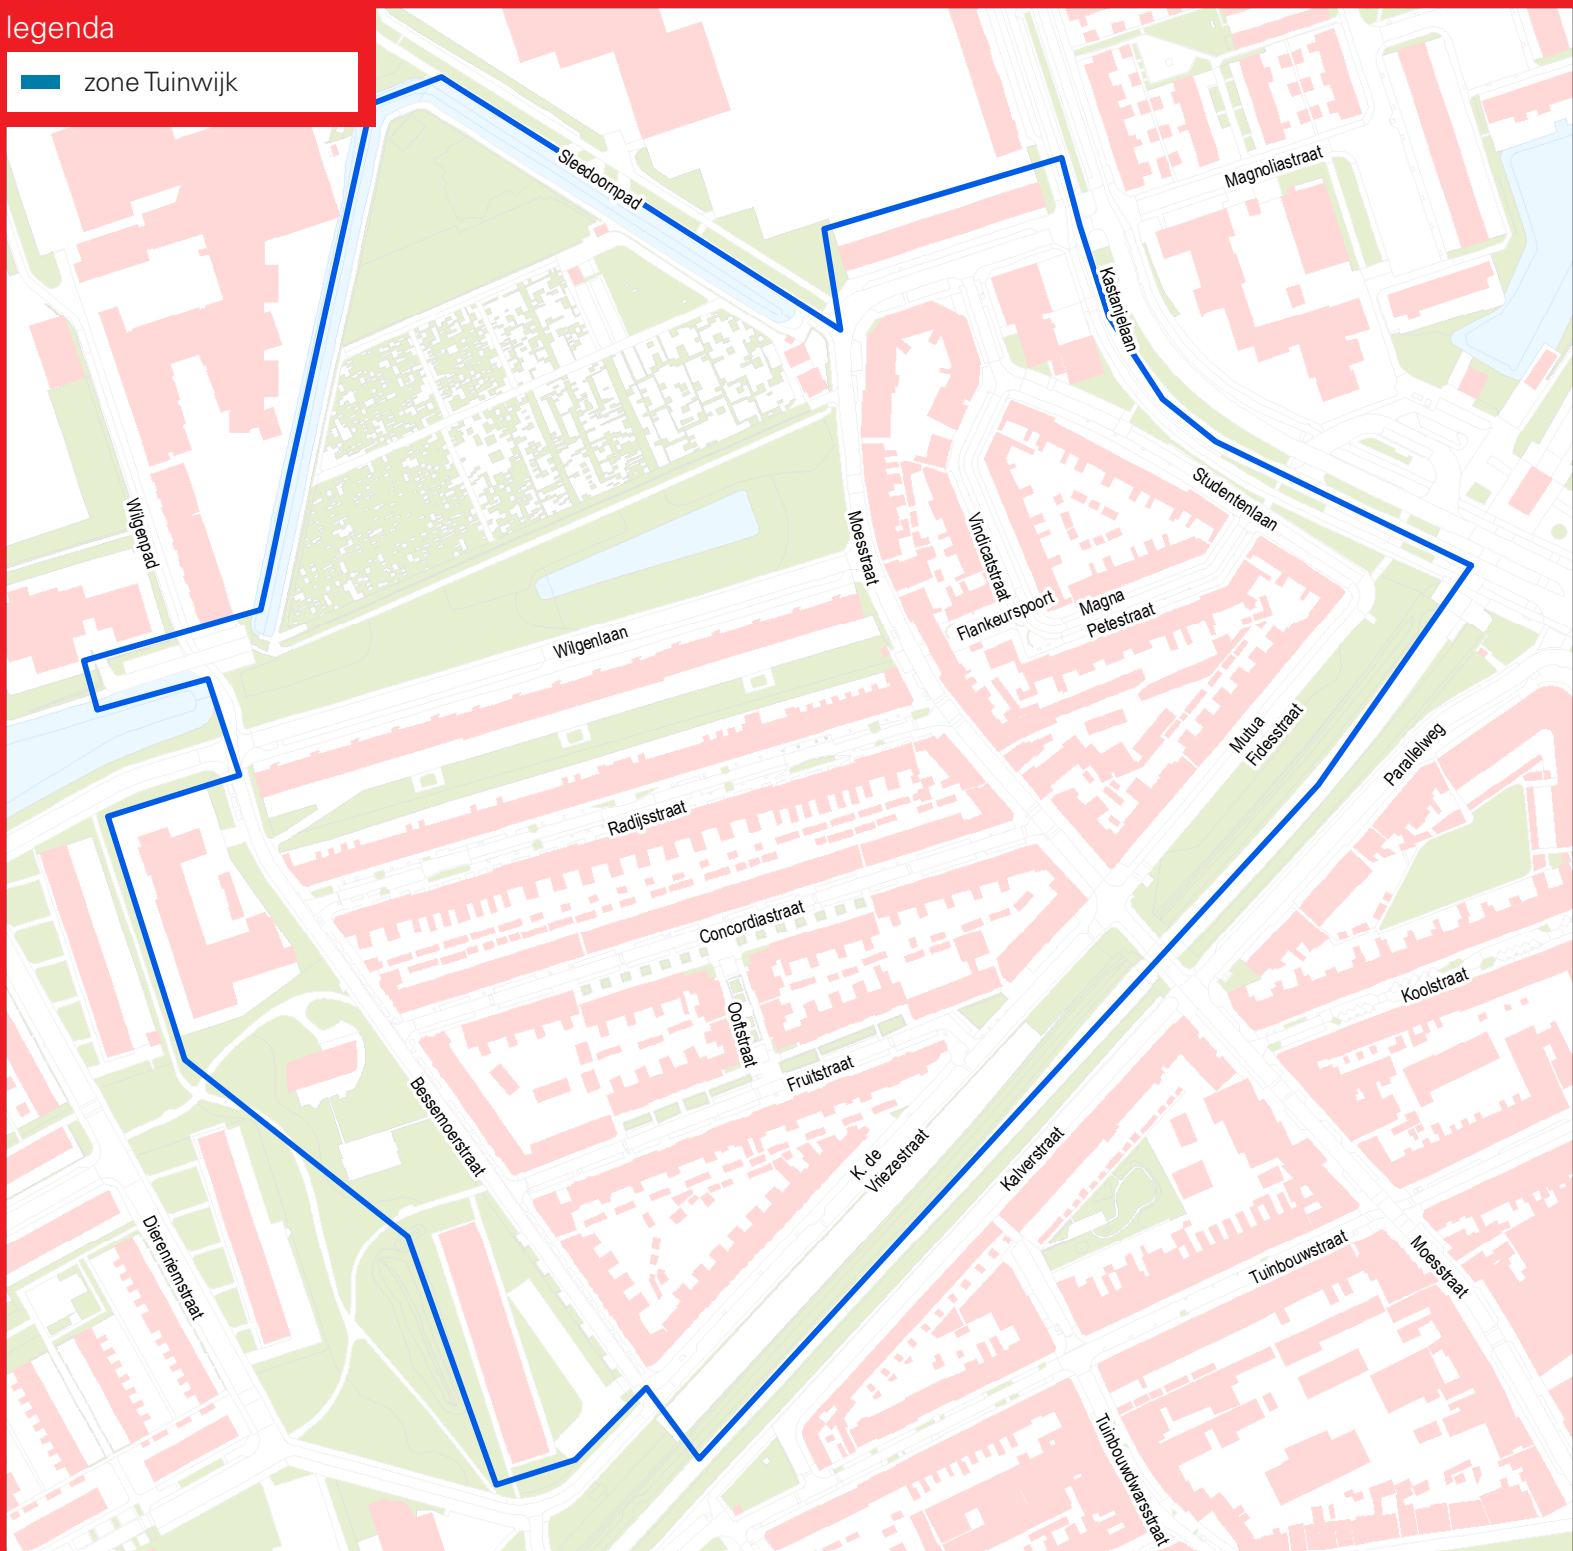 legenda
zone Tuinwijk
Sleedoornpad
Magnoliastraat
Kastanjelaan
Wilgenpad
Studentenlaan
Moesstraat
Vindicatstraat
Flankeurspoort
Magna
Petestraat
Wilgenlaan
Mutua
Fidesstraat
Parallelweg
Radijsstraat
Concordiastraat
Koolstraat
Ooftstraat
Fruitstraat
Bessemoerstraat
K. de
Vriezestraat
Kalverstraat
Dierenriemstraat
Tuinbouwstraat
Moesstraat
Tuinbouwdwarsstraat